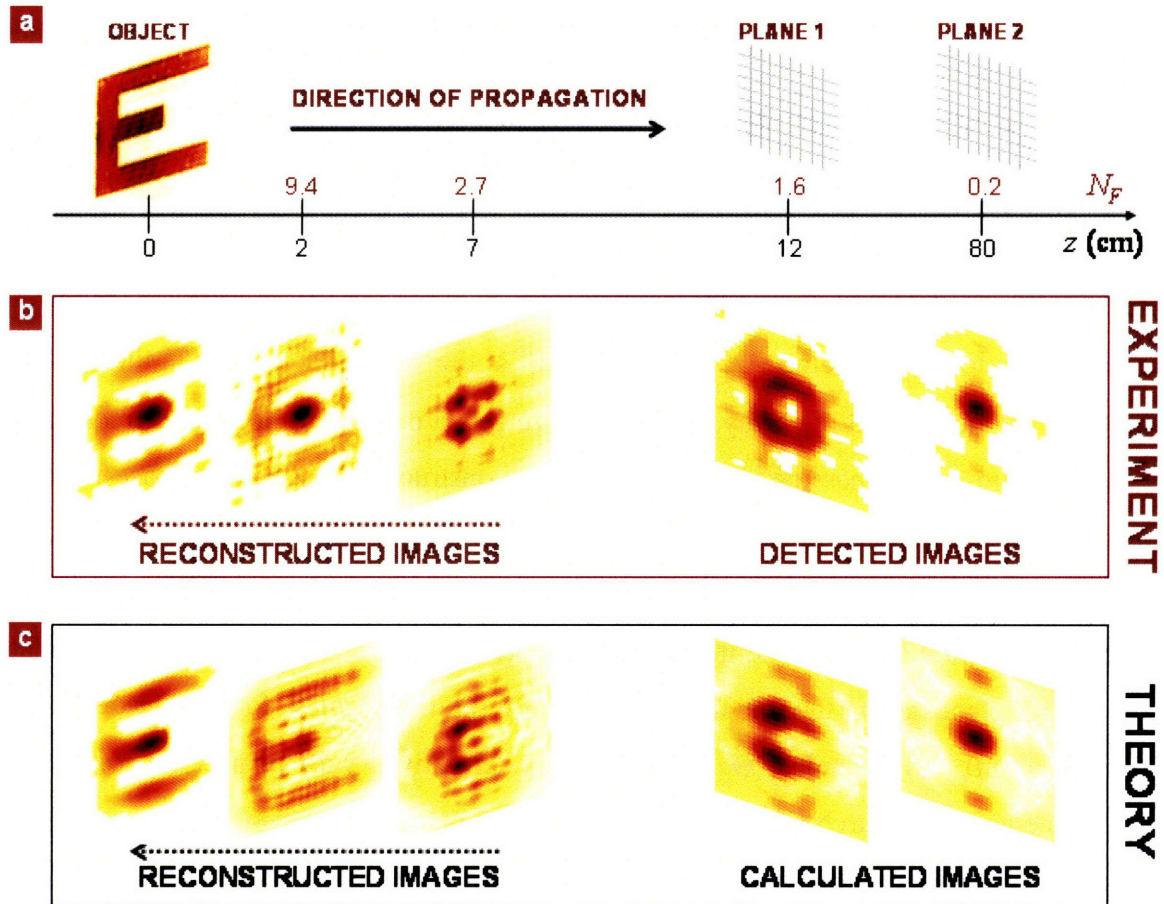 a
OBJECT
PLANE 1
PLANE 2
DIRECTION OF PROPAGATION
9.4
2.7
1.6
0.2
N_F
0
2
7
12
80
z (cm)
b
RECONSTRUCTED IMAGES
DETECTED IMAGES
EXPERIMENT
c
RECONSTRUCTED IMAGES
CALCULATED IMAGES
THEORY